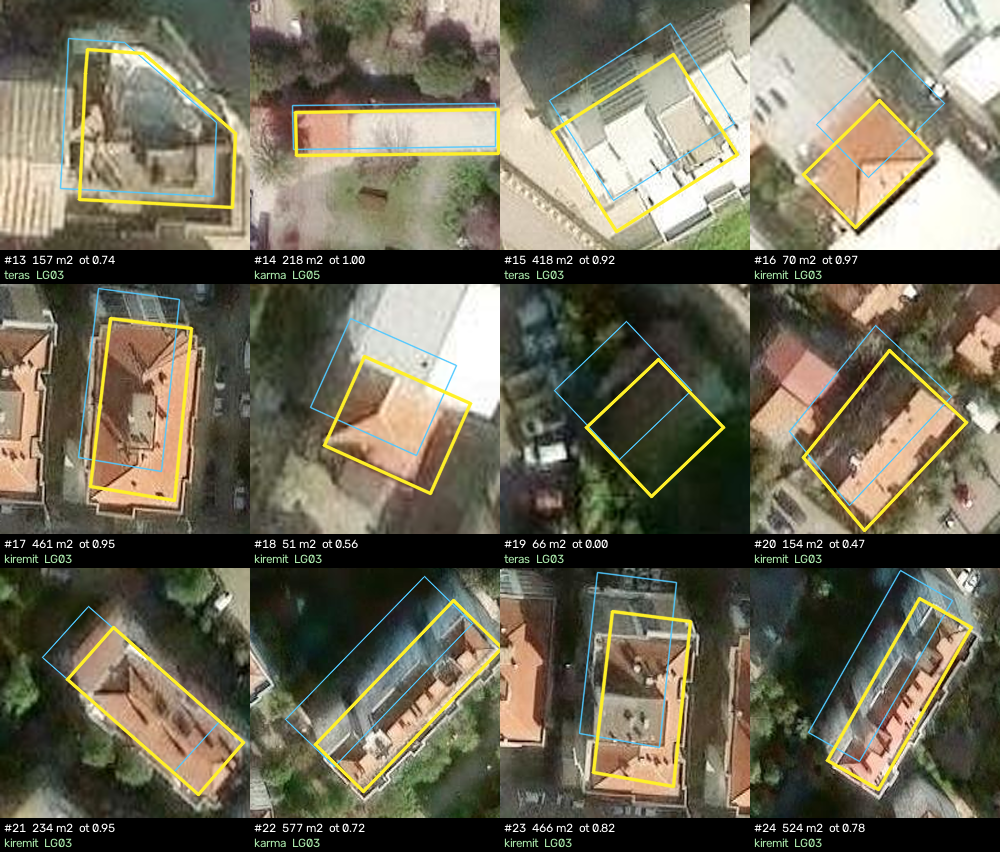 #13 157 m2 ot 0.74
teras LG03
#14 218 m2 ot 1.00
karma LG05
#15 418 m2 ot 0.92
teras LG03
#16 70 m2 ot 0.97
kiremit LG03
#17 461 m2 ot 0.95
kiremit LG03
#18 51 m2 ot 0.56
kiremit LG03
#19 66 m2 ot 0.00
teras LG03
#20 154 m2 ot 0.47
kiremit LG03
#21 234 m2 ot 0.95
kiremit LG03
#22 577 m2 ot 0.72
karma LG03
#23 466 m2 ot 0.82
kiremit LG03
#24 524 m2 ot 0.78
kiremit LG03